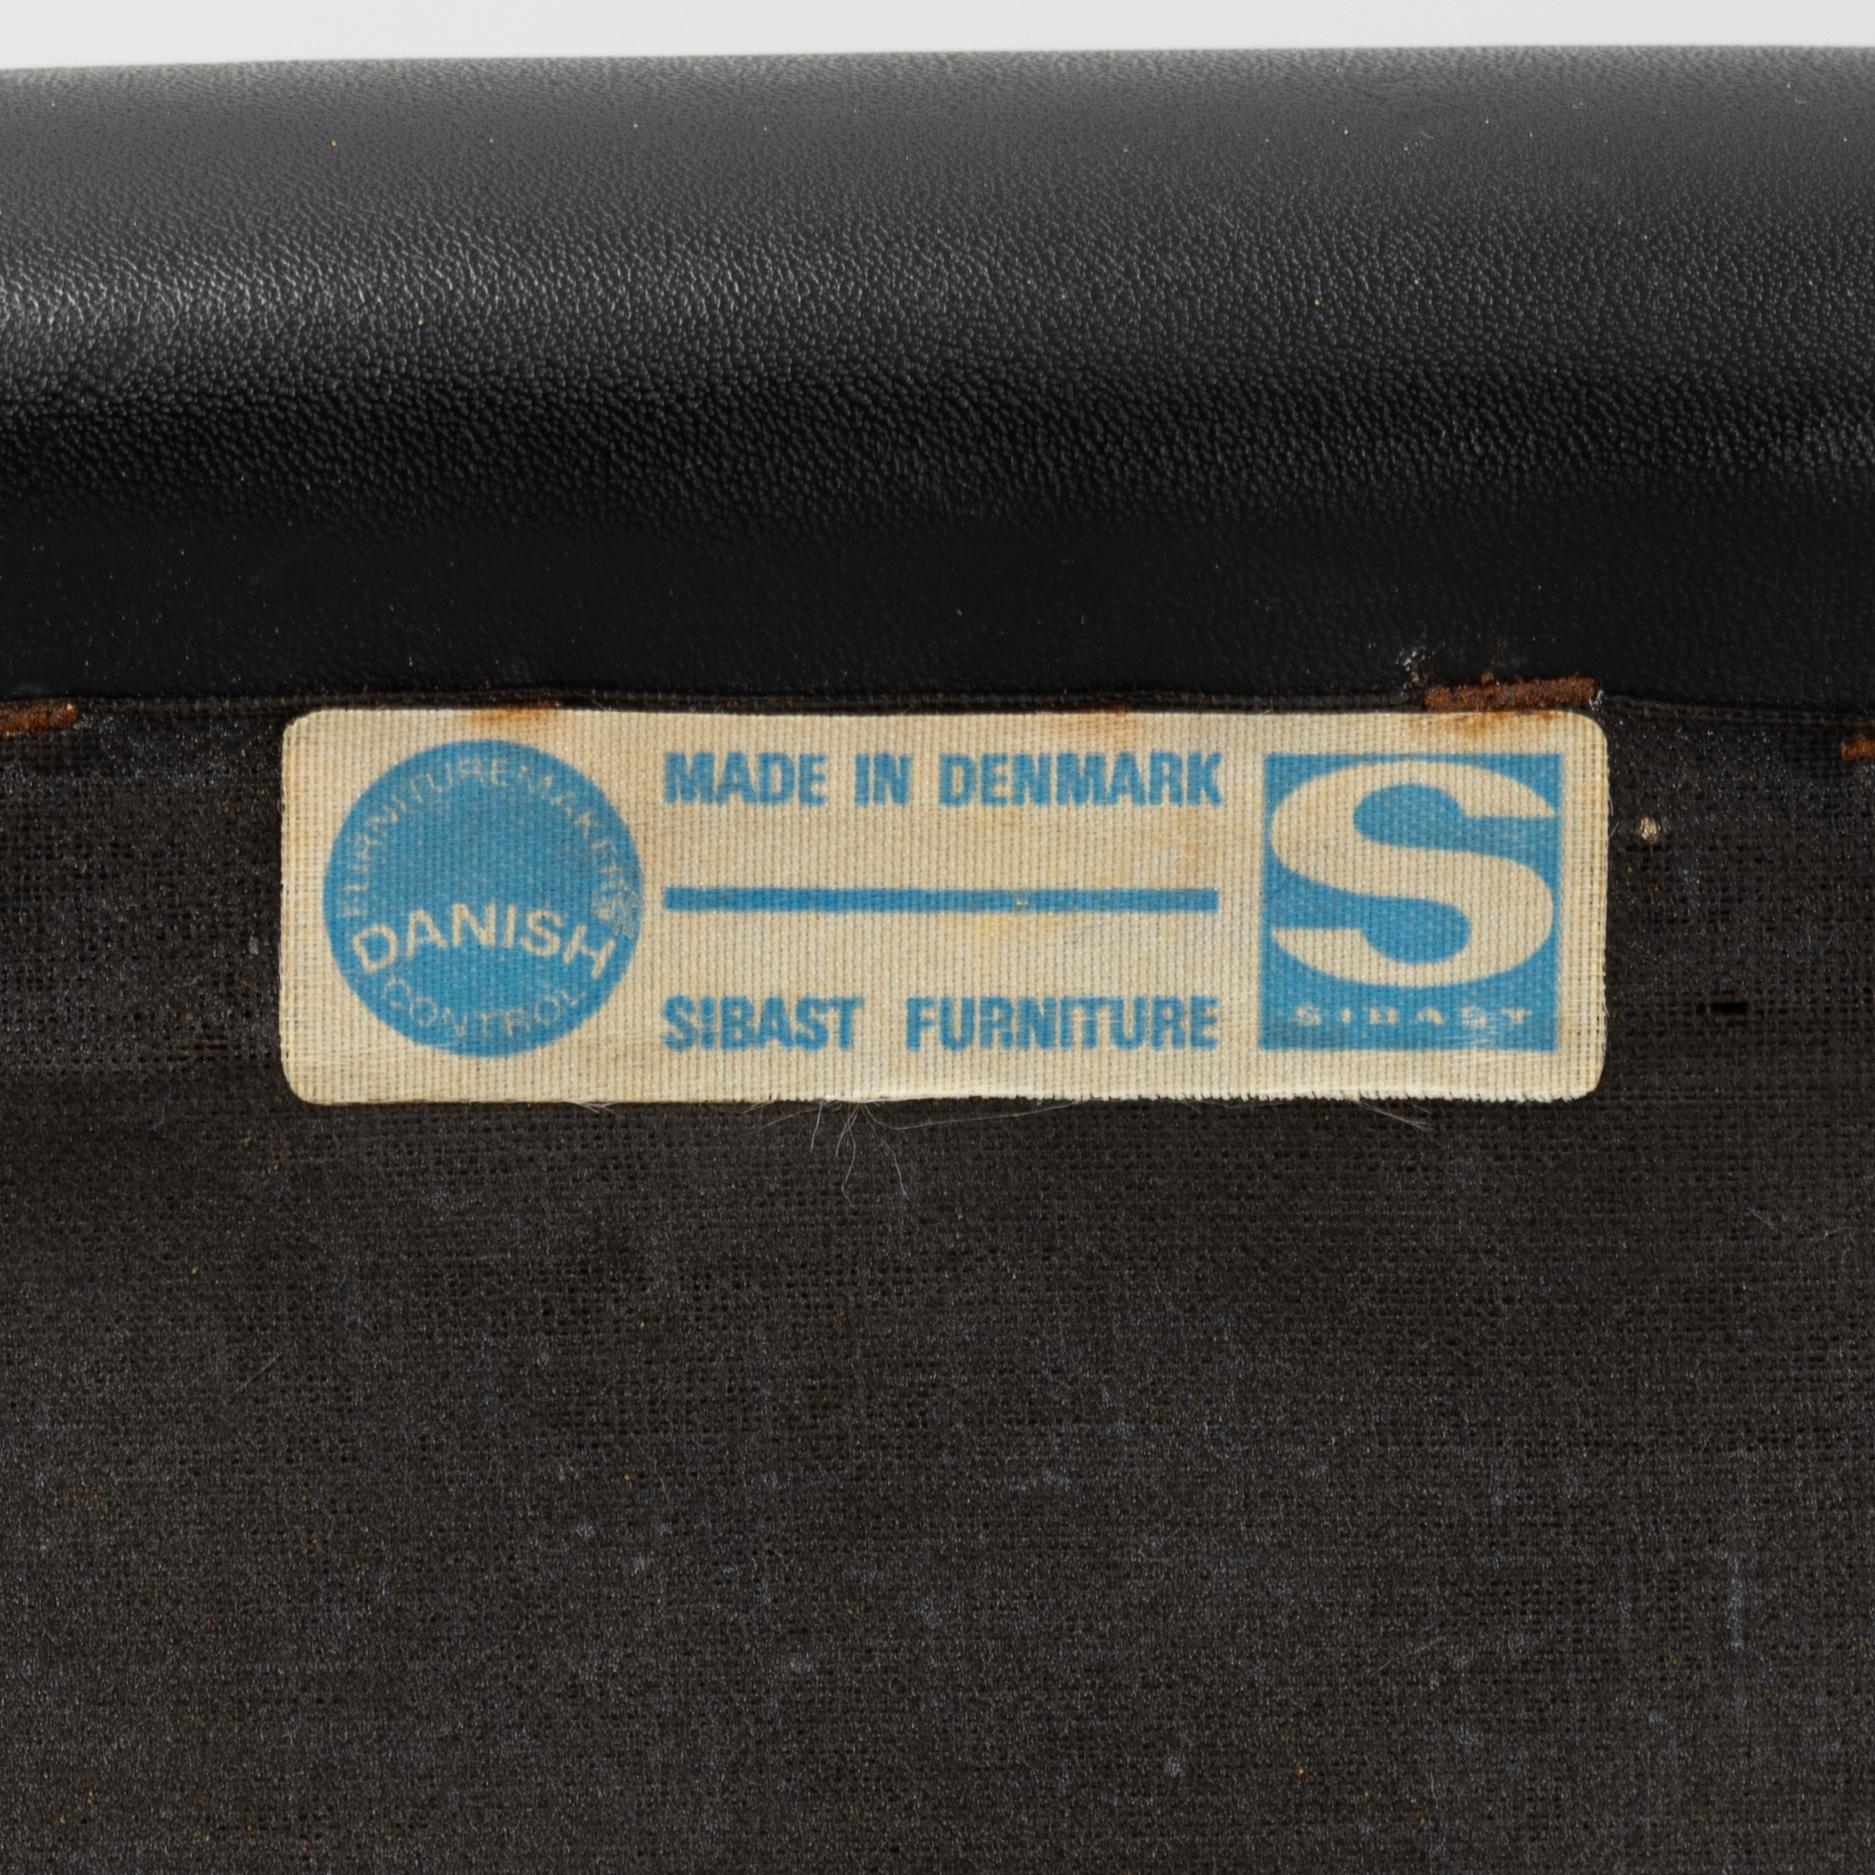 FURNITUREMAKERS
DANISH
CONTROL
MADE IN DENMARK
SIBAST FURNITURE
S
SIBAST